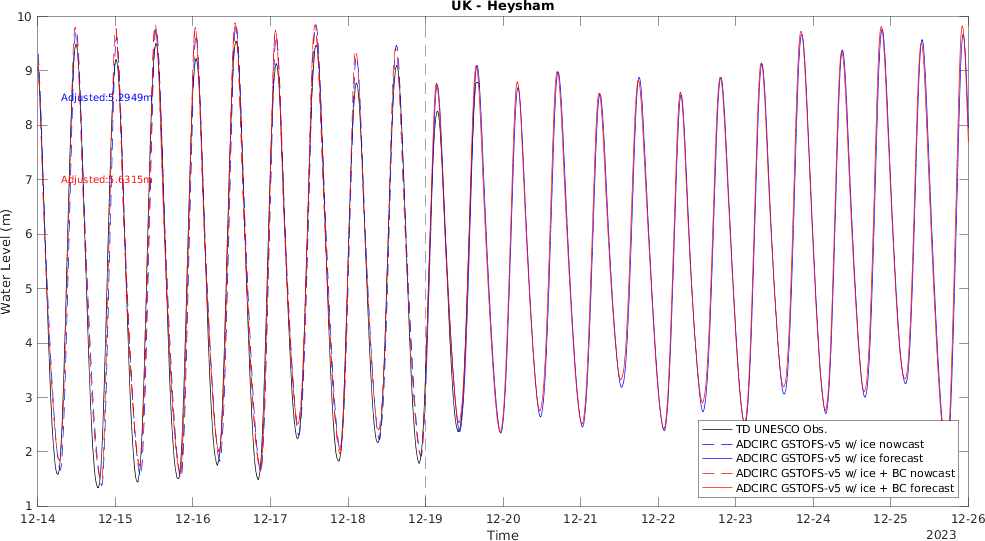 UK - Heysham
10
9
8
7
6
5
4
3
2
1
Water Level (m)
Adjusted:5.2949m
Adjusted:5.6315m
TD UNESCO Obs.
ADCIRC GSTOFS-v5 w/ ice nowcast
ADCIRC GSTOFS-v5 w/ ice forecast
ADCIRC GSTOFS-v5 w/ ice + BC nowcast
ADCIRC GSTOFS-v5 w/ ice + BC forecast
12-14 12-15 12-16 12-17 12-18 12-19 12-20 12-21 12-22 12-23 12-24 12-25 12-26
Time
2023